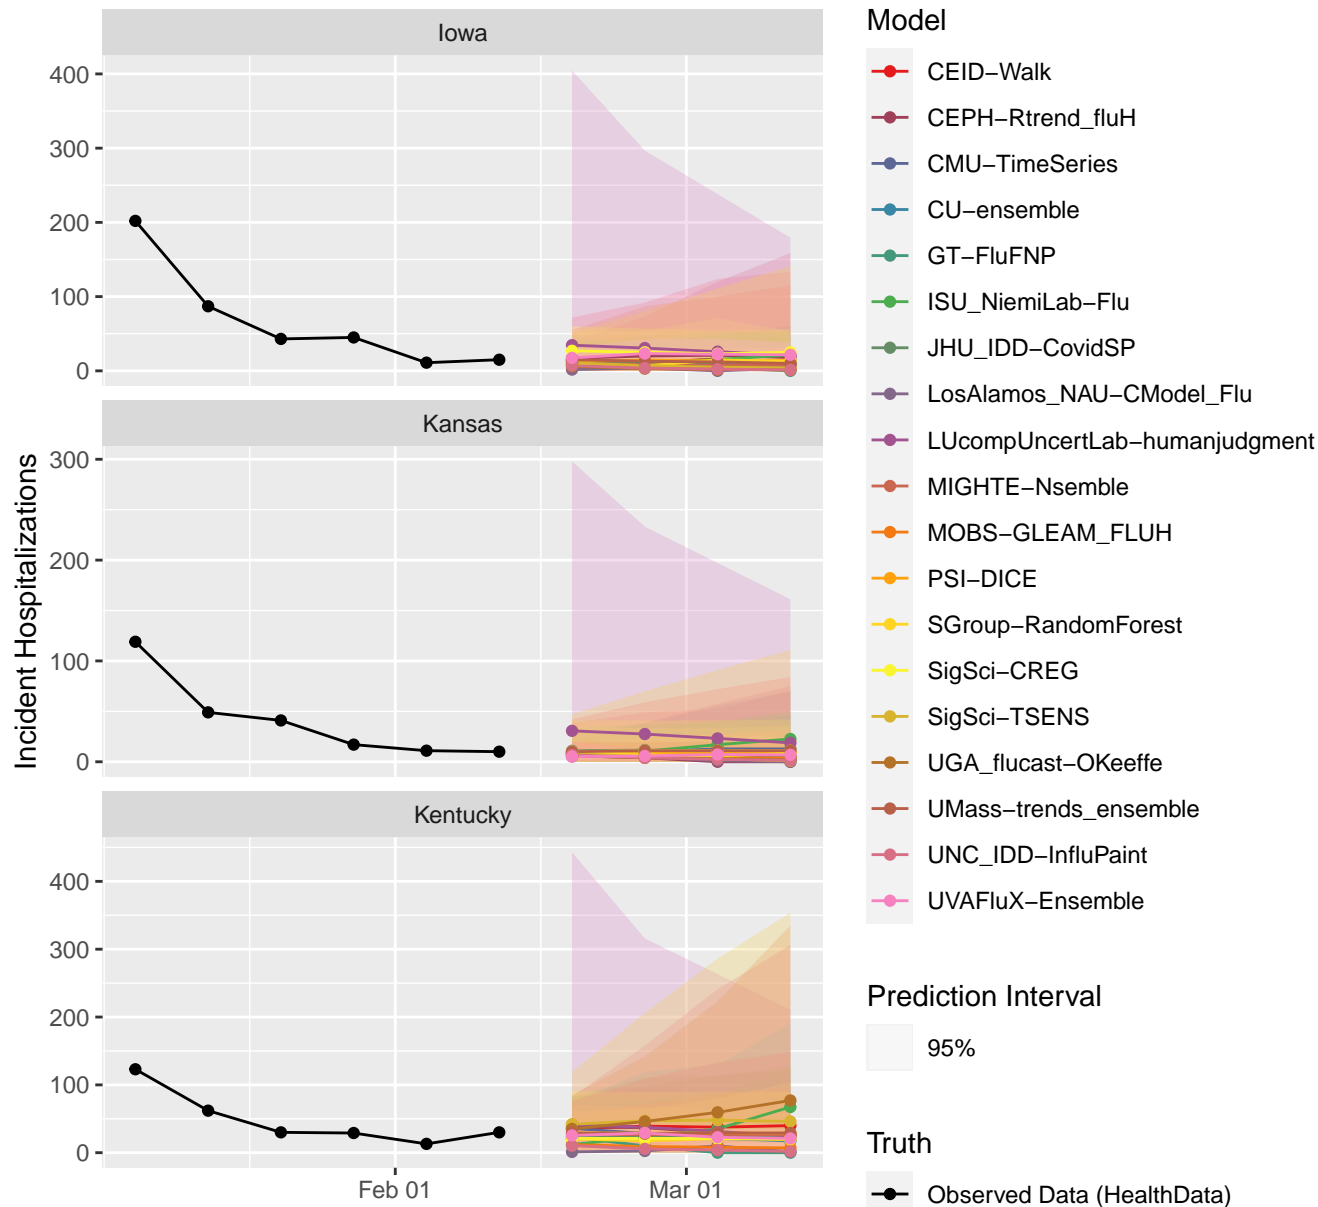 Iowa
400
300
200
100
0
Kansas
300
200
100
0
Kentucky
400
300
200
100
0
Feb 01
Mar 01
Incident Hospitalizations
Model
CEID−Walk
CEPH−Rtrend_fluH
CMU−TimeSeries
CU−ensemble
GT−FluFNP
ISU_NiemiLab−Flu
JHU_IDD−CovidSP
LosAlamos_NAU−CModel_Flu
LUcompUncertLab−humanjudgment
MIGHTE−Nsemble
MOBS−GLEAM_FLUH
PSI−DICE
SGroup−RandomForest
SigSci−CREG
SigSci−TSENS
UGA_flucast−OKeeffe
UMass−trends_ensemble
UNC_IDD−InfluPaint
UVAFluX−Ensemble
Prediction Interval
95%
Truth
Observed Data (HealthData)